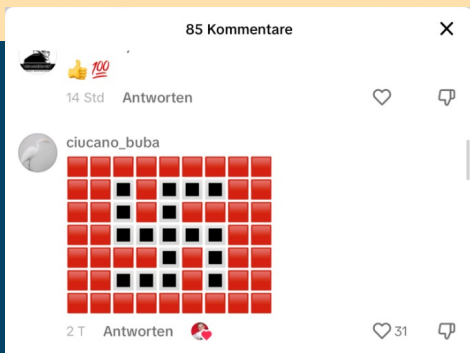 85 Kommentare
👍💯
14 Std Antworten
ciucano_buba
🟥🟥🟥🟥🟥🟥🟥🟥🟥
🟥🟥🔳🟥🔳🔳🔳🟥🟥
🟥🟥🔳🟥🔳🟥🟥🟥🟥
🟥🟥🔳🔳🔳🔳🔳🟥🟥
🟥🟥🟥🟥🔳🟥🔳🟥🟥
🟥🟥🔳🔳🔳🟥🔳🟥🟥
🟥🟥🟥🟥🟥🟥🟥🟥🟥
2 T Antworten 31